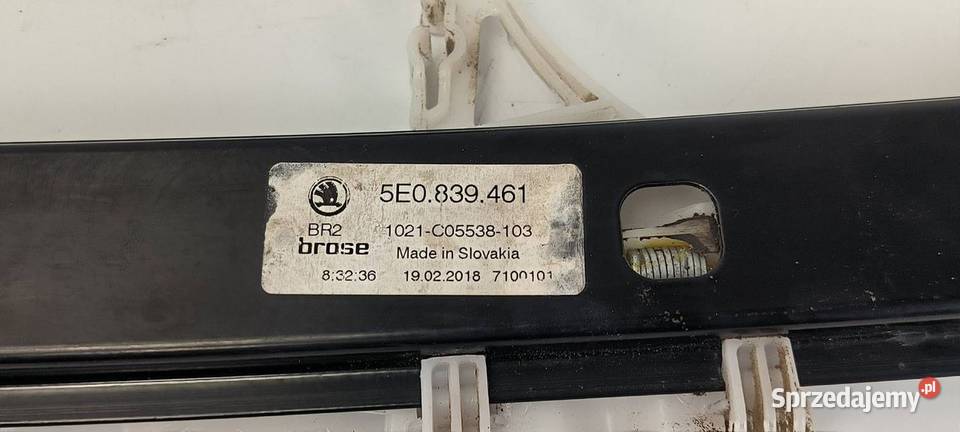 5E0.839.461
BR2
1021-C05538-103
brose
Made in Slovakia
8:32:36 19.02.2018 7100101
Sprzedajemy.pl